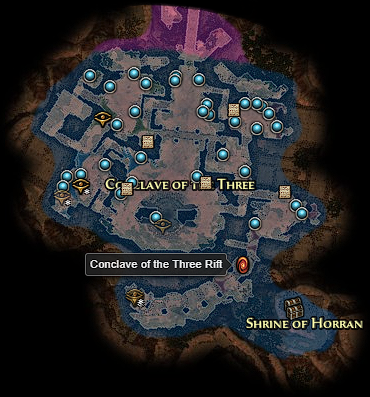 Conclave of the Three
Conclave of the Three Rift
Shrine of Horran